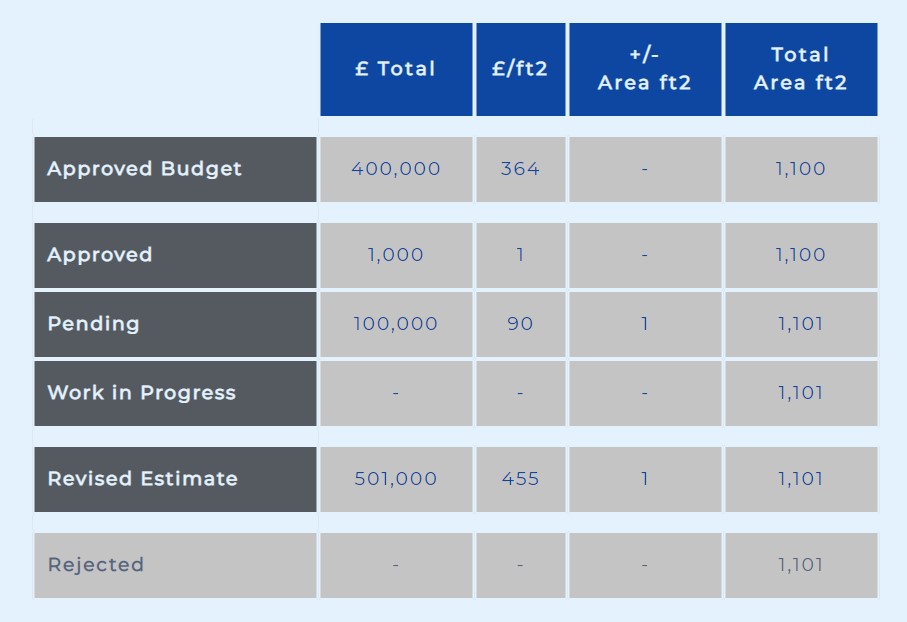 £ Total £/ft2 +/- Area ft2 Total Area ft2
Approved Budget 400,000 364 - 1,100
Approved 1,000 1 - 1,100
Pending 100,000 90 1 1,101
Work in Progress - - - 1,101
Revised Estimate 501,000 455 1 1,101
Rejected - - - 1,101